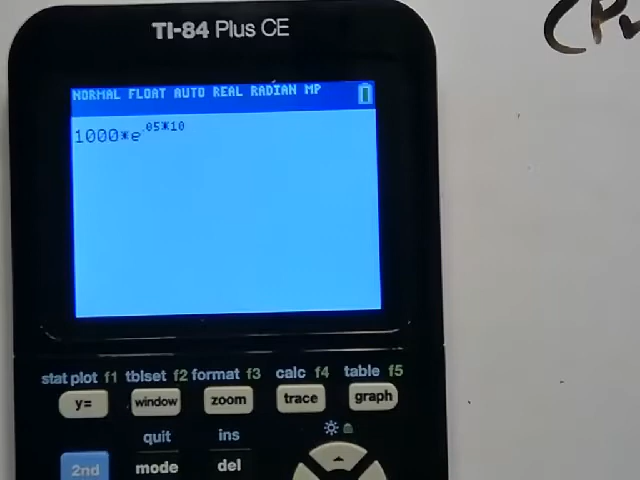 TI-84 Plus CE
NORMAL FLOAT AUTO REAL RADIAN MP
1000*e^.05*10
stat plot f1 tblset f2 format f3 calc f4 table f5
y= window zoom trace graph
quit ins
2nd mode del